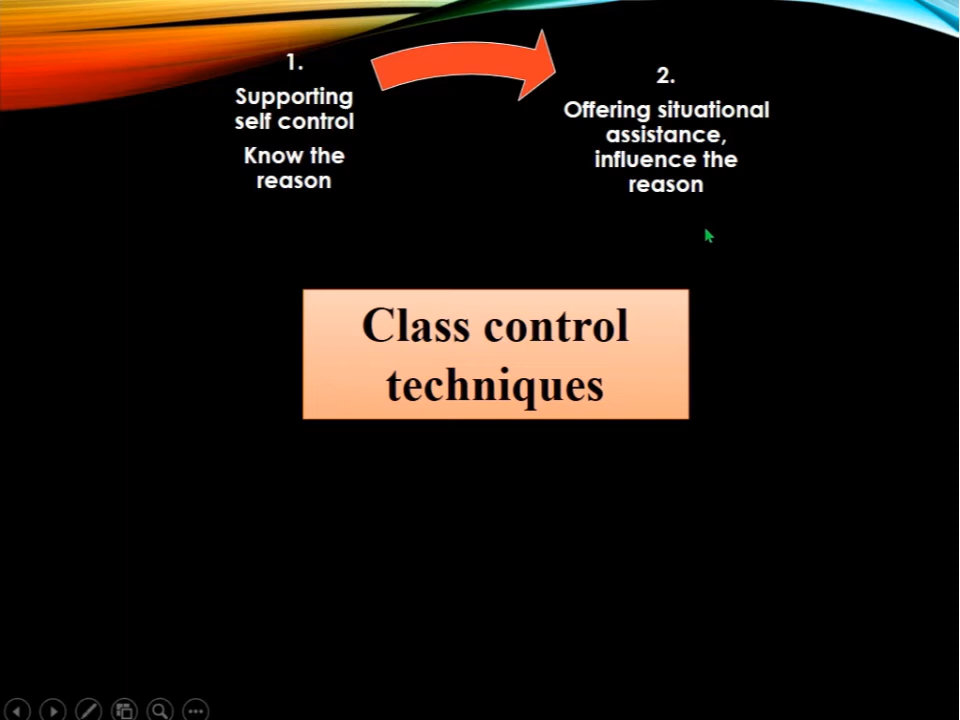 1.
Supporting
self control
Know the
reason
2.
Offering situational
assistance,
influence the
reason
Class control
techniques